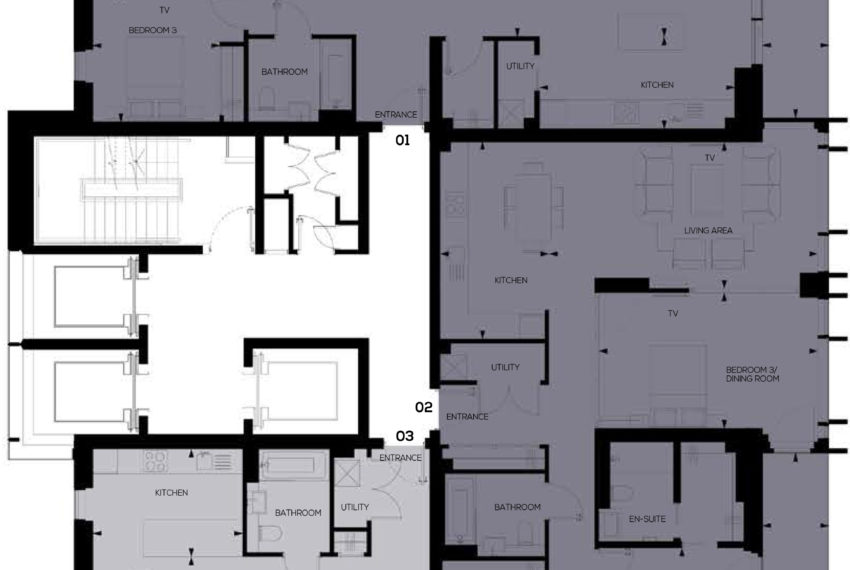 TV
BEDROOM 3
BATHROOM
UTILITY
KITCHEN
ENTRANCE
01
TV
LIVING AREA
KITCHEN
TV
UTILITY
BEDROOM 3/
DINING ROOM
02
ENTRANCE
03
ENTRANCE
KITCHEN
UTILITY
BATHROOM
BATHROOM
EN-SUITE